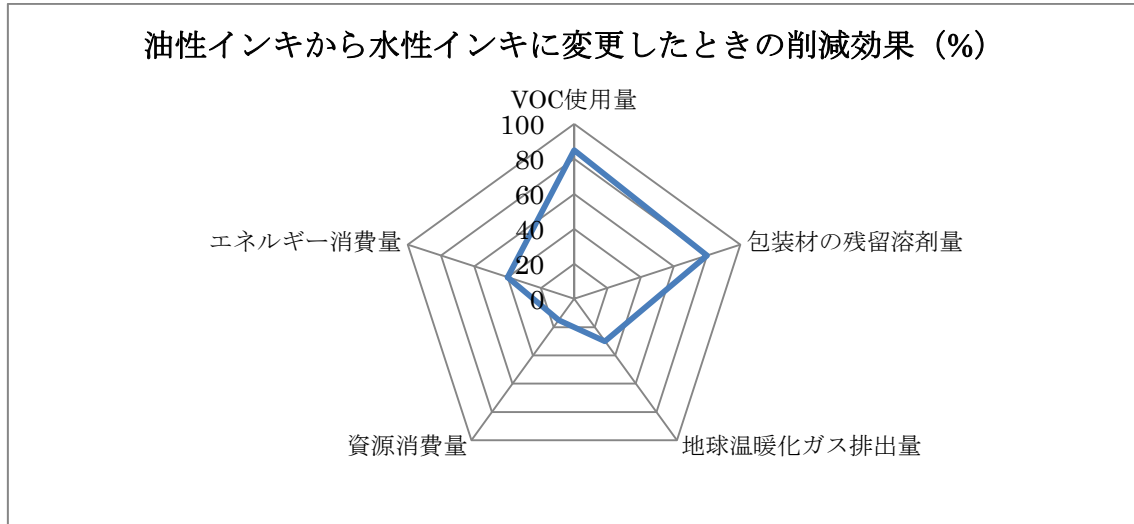 油性インキから水性インキに変更したときの削減効果（%）
VOC使用量
100
80
60
40
20
0
エネルギー消費量
包装材の残留溶剤量
資源消費量
地球温暖化ガス排出量